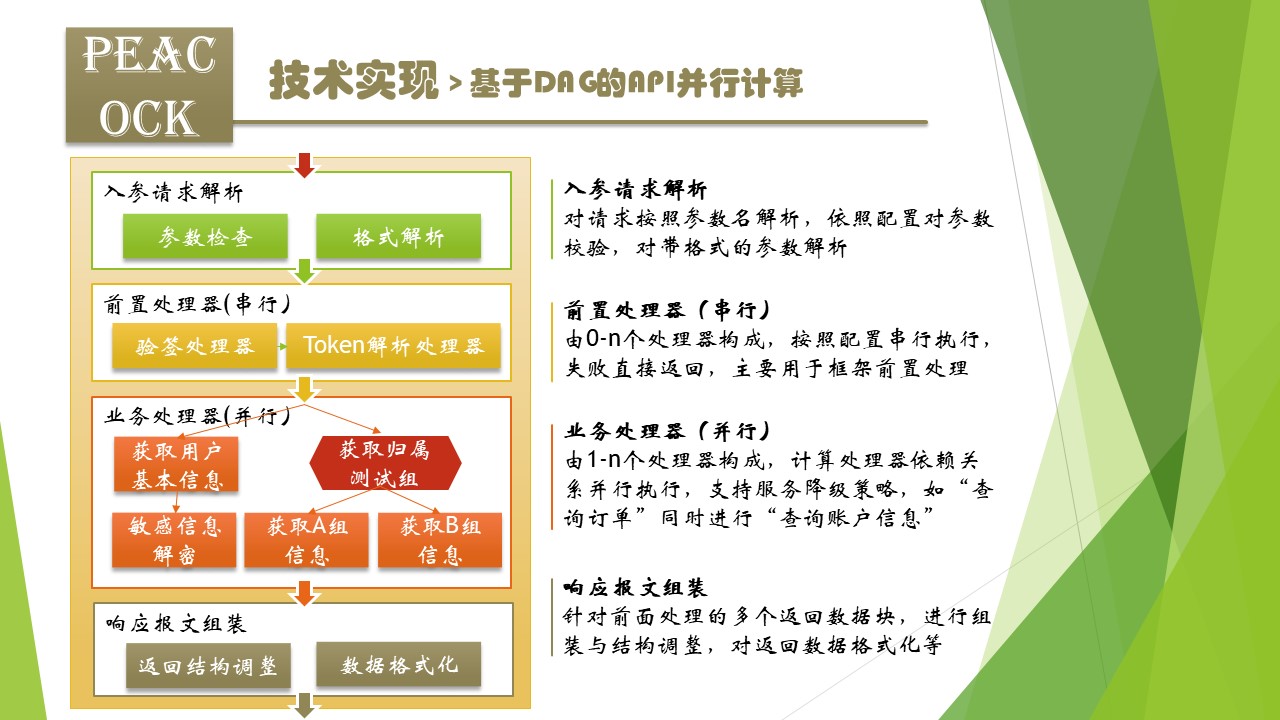 PEAC
OCK
技术实现 > 基于DAG的API并行计算
入参请求解析
参数检查
格式解析
前置处理器(串行）
验签处理器
Token解析处理器
业务处理器(并行）
获取用户
基本信息
获取归属
测试组
敏感信息
解密
获取A组
信息
获取B组
信息
响应报文组装
返回结构调整
数据格式化
入参请求解析
对请求按照参数名解析，依照配置对参数
校验，对带格式的参数解析
前置处理器（串行）
由0-n个处理器构成，按照配置串行执行，
失败直接返回，主要用于框架前置处理
业务处理器（并行）
由1-n个处理器构成，计算处理器依赖关
系并行执行，支持服务降级策略，如“查
询订单”同时进行“查询账户信息”
响应报文组装
针对前面处理的多个返回数据块，进行组
装与结构调整，对返回数据格式化等